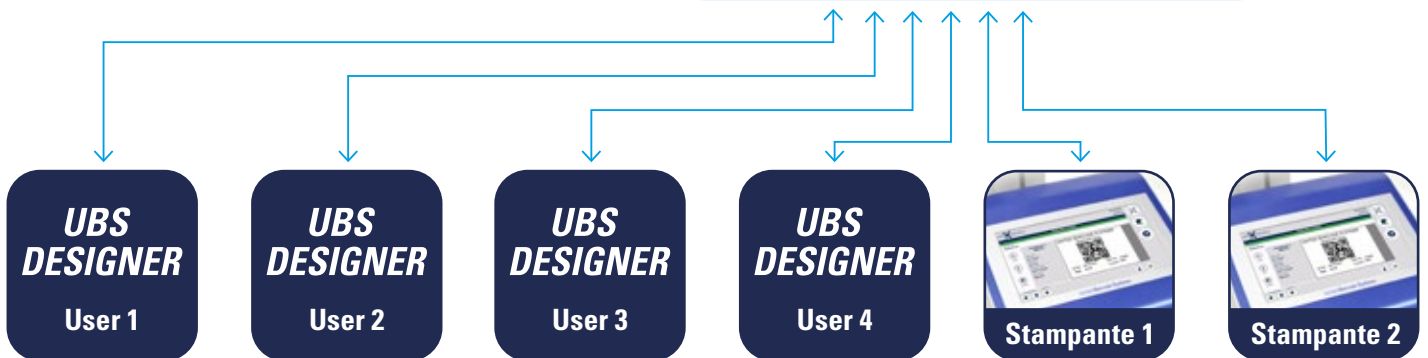 UBS
DESIGNER
User 1
UBS
DESIGNER
User 2
UBS
DESIGNER
User 3
UBS
DESIGNER
User 4
Stampante 1
Stampante 2